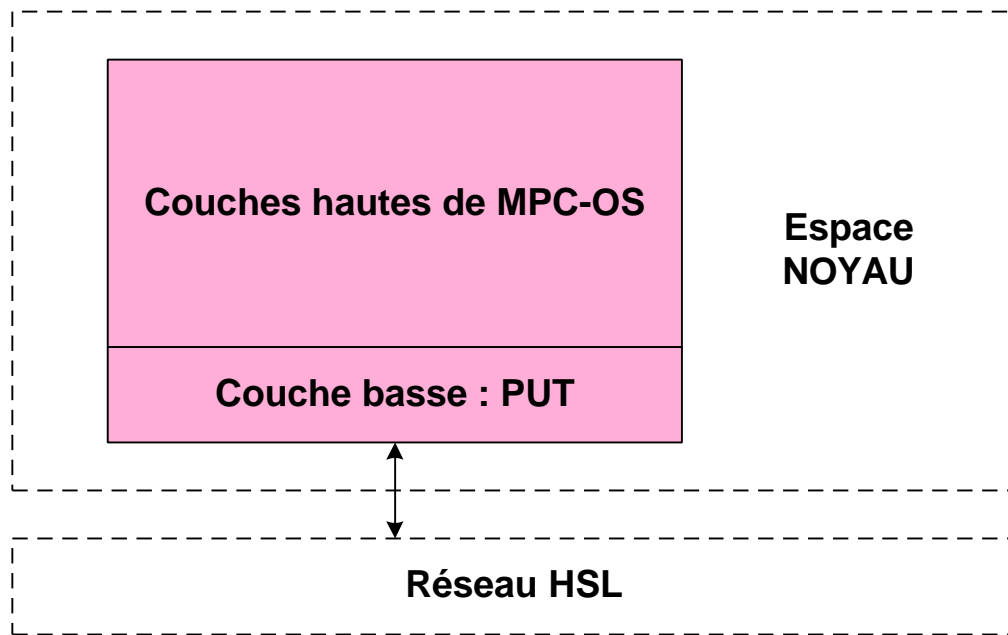 Couches hautes de MPC-OS
Espace
NOYAU
Couche basse : PUT
Réseau HSL